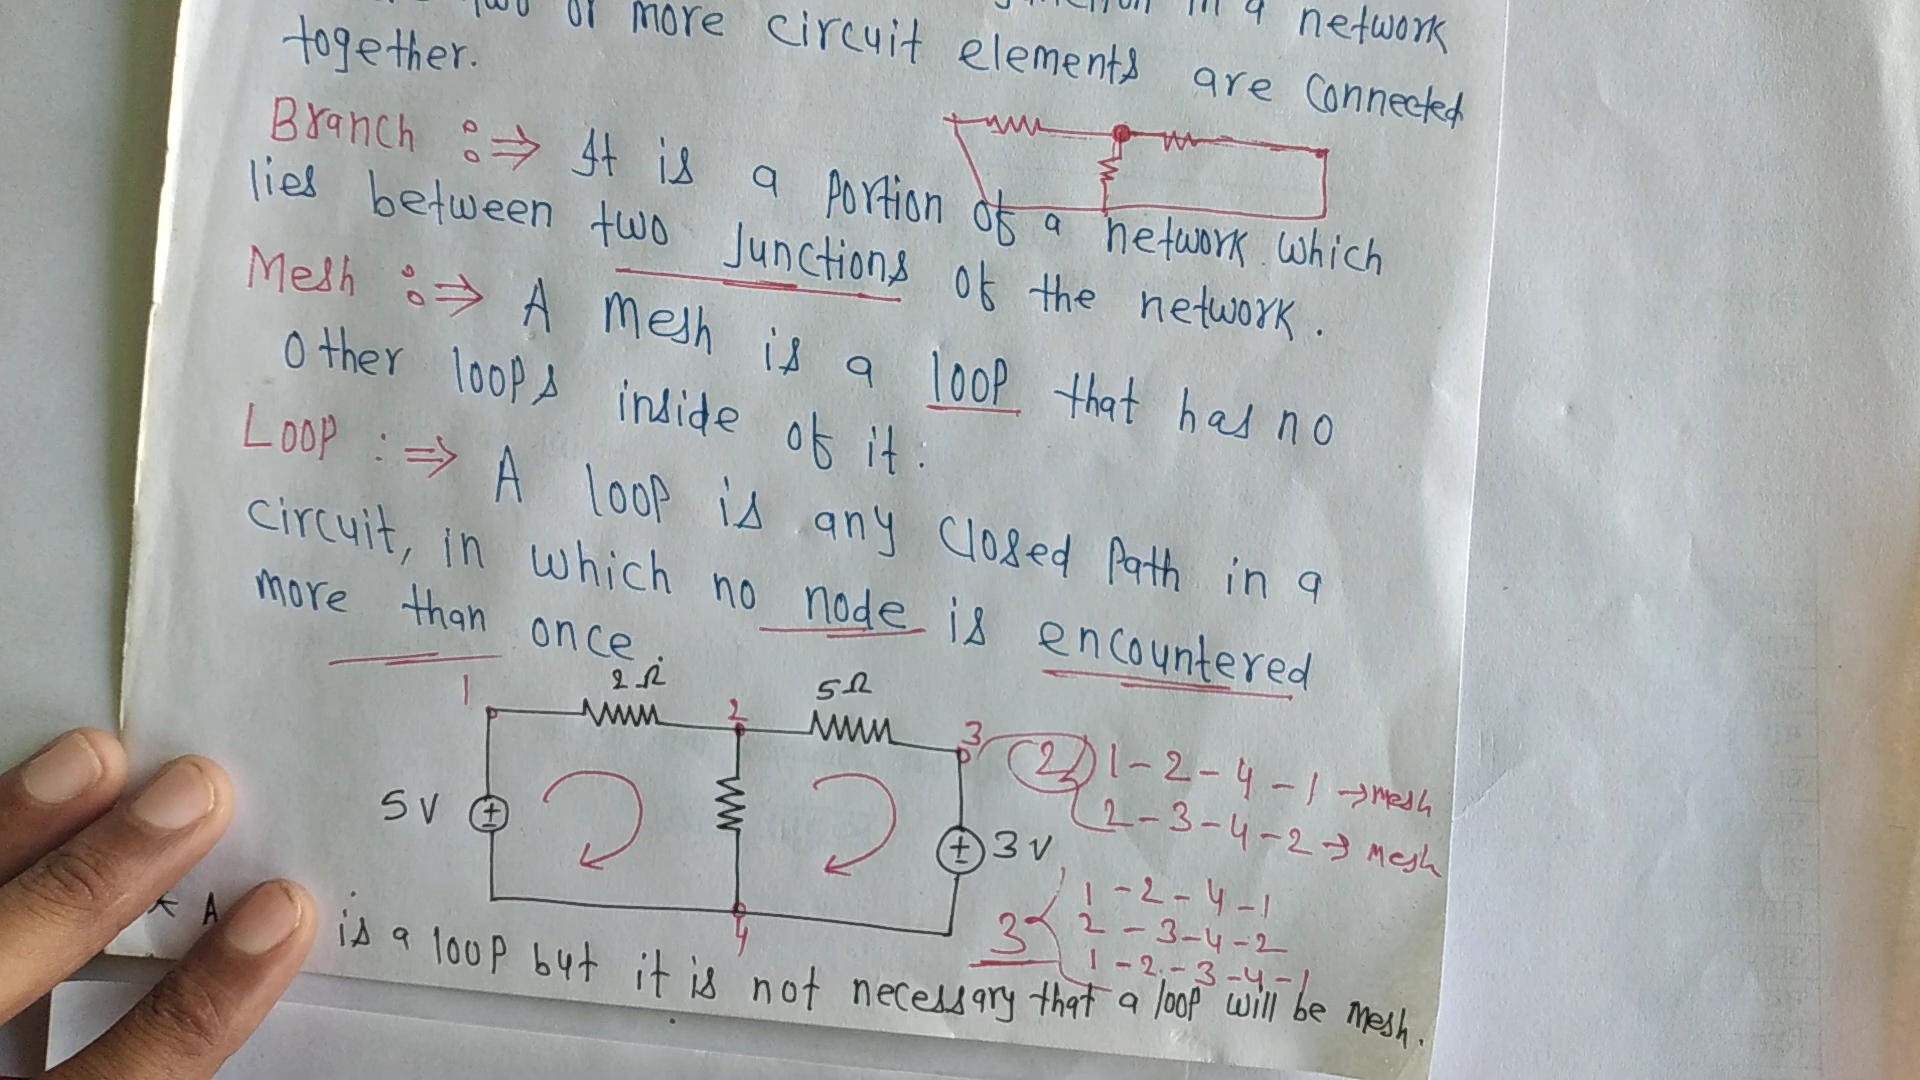 two or more circuit elements are connected
in a network
together.
Branch :⇒ It is a portion of a network which
lies between two Junctions of the network.
Mesh :⇒ A mesh is a loop that has no
other loops inside of it.
Loop :⇒ A loop is any closed path in a
circuit, in which no node is encountered
more than once.
1 2Ω 2 5Ω 3
5V
3V
4
2 1-2-4-1 → mesh
2-3-4-2 → mesh
3 1-2-4-1
2-3-4-2
1-2-3-4-1
* A is a loop but it is not necessary that a loop will be mesh.